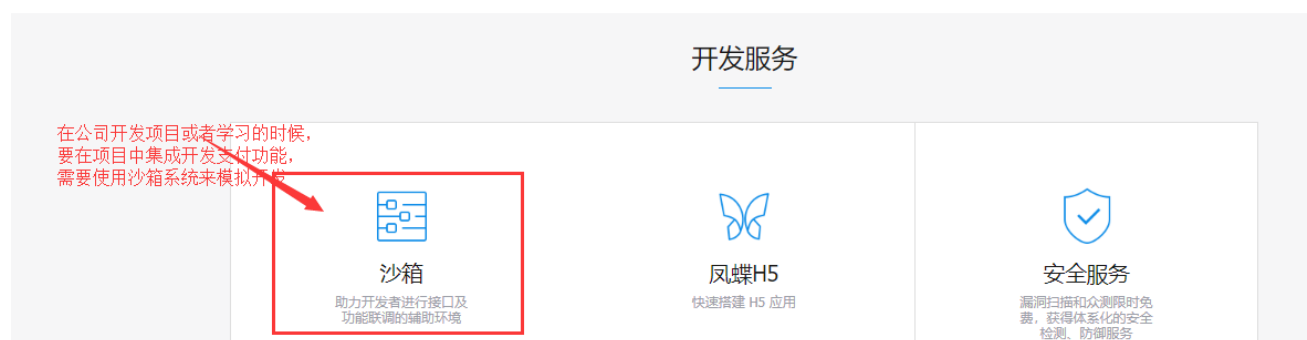 开发服务
在公司开发项目或者学习的时候，
要在项目中集成开发支付功能，
需要使用沙箱系统来模拟开发
沙箱
助力开发者进行接口及
功能联调的辅助环境
凤蝶H5
快速搭建 H5 应用
安全服务
漏洞扫描和众测限时免
费，获得体系化的安全
检测、防御服务